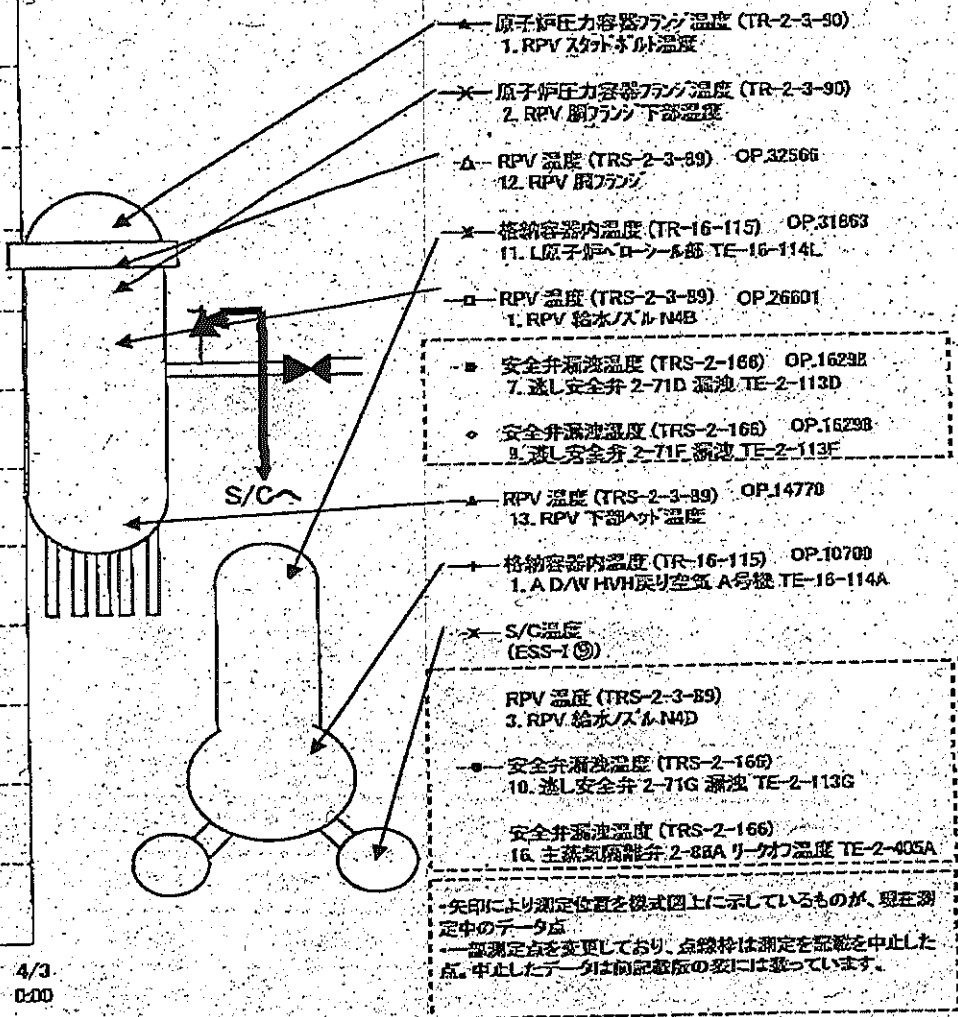 原子炉圧力容器フランジ温度 (TR-2-3-90)
1. RPV スタットボルト温度
原子炉圧力容器フランジ温度 (TR-2-3-90)
2. RPV 胴フランジ下部温度
RPV 温度 (TRS-2-3-89) OP.32566
12. RPV 胴フランジ
格納容器内温度 (TR-16-115) OP.31863
11. L原子炉ベローシール部 TE-16-114L
RPV 温度 (TRS-2-3-89) OP.26601
1. RPV 給水ノズル N4B
安全弁漏洩温度 (TRS-2-166) OP.16298
7. 逃し安全弁 2-71D 漏洩 TE-2-113D
安全弁漏洩温度 (TRS-2-166) OP.16298
9. 逃し安全弁 2-71F 漏洩 TE-2-113F
S/Cへ
RPV 温度 (TRS-2-3-89) OP.14770
13. RPV 下部ヘッド温度
格納容器内温度 (TR-16-115) OP.10700
1. A D/W HVH戻り空気 A号機 TE-16-114A
S/C温度
(ESS-I ⑨)
RPV 温度 (TRS-2-3-89)
3. RPV 給水ノズル N4D
安全弁漏洩温度 (TRS-2-166)
10. 逃し安全弁 2-71G 漏洩 TE-2-113G
安全弁漏洩温度 (TRS-2-166)
16. 主蒸気隔離弁 2-88A リークオフ温度 TE-2-405A
・矢印により測定位置を模式図上に示しているものが、現在測
定中のデータ点
・一部測定点を変更しており、点線枠は測定を記載を中止した
点。中止したデータは 載っています。
4/3
0:00